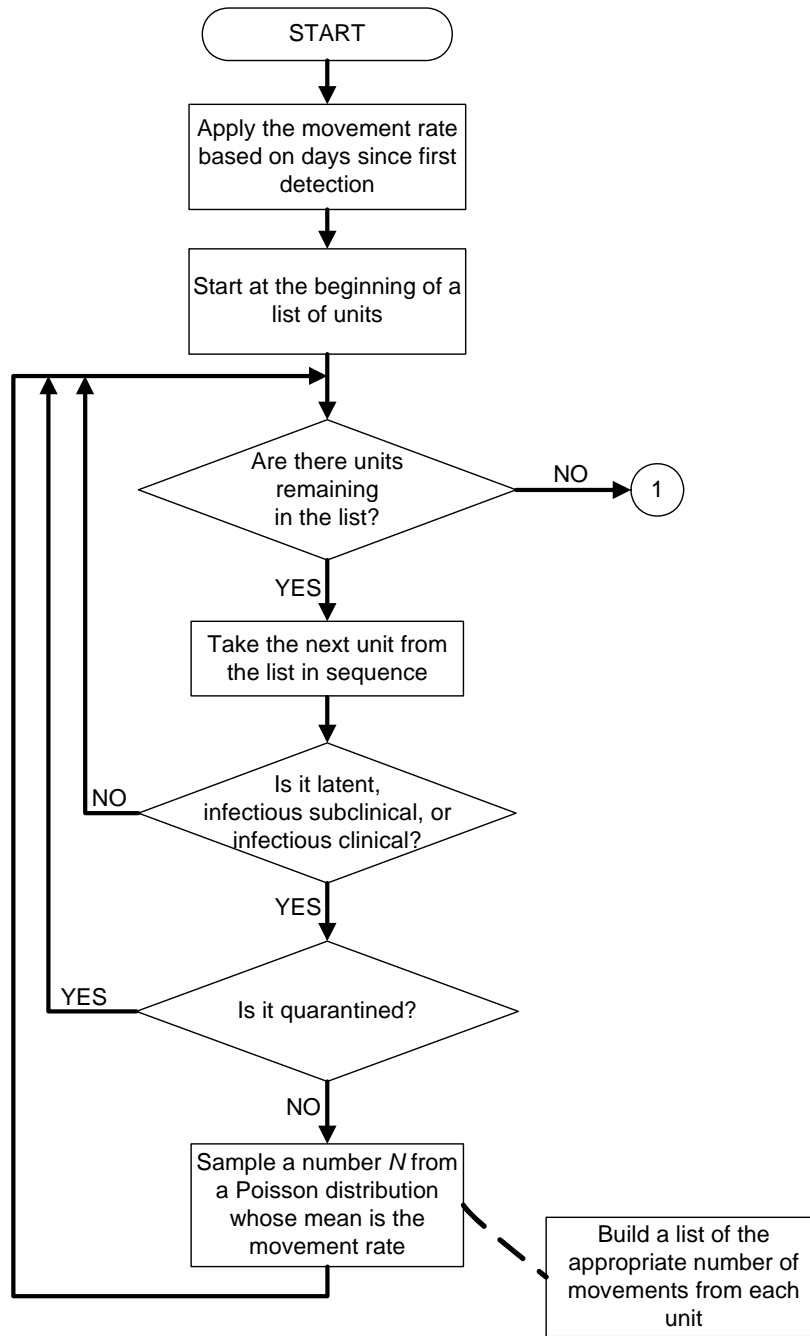 START
Apply the movement rate
based on days since first
detection
Start at the beginning of a
list of units
Are there units
remaining
in the list?
NO
1
YES
Take the next unit from
the list in sequence
Is it latent,
infectious subclinical, or
infectious clinical?
NO
YES
Is it quarantined?
YES
NO
Sample a number N from
a Poisson distribution
whose mean is the
movement rate
Build a list of the
appropriate number of
movements from each
unit